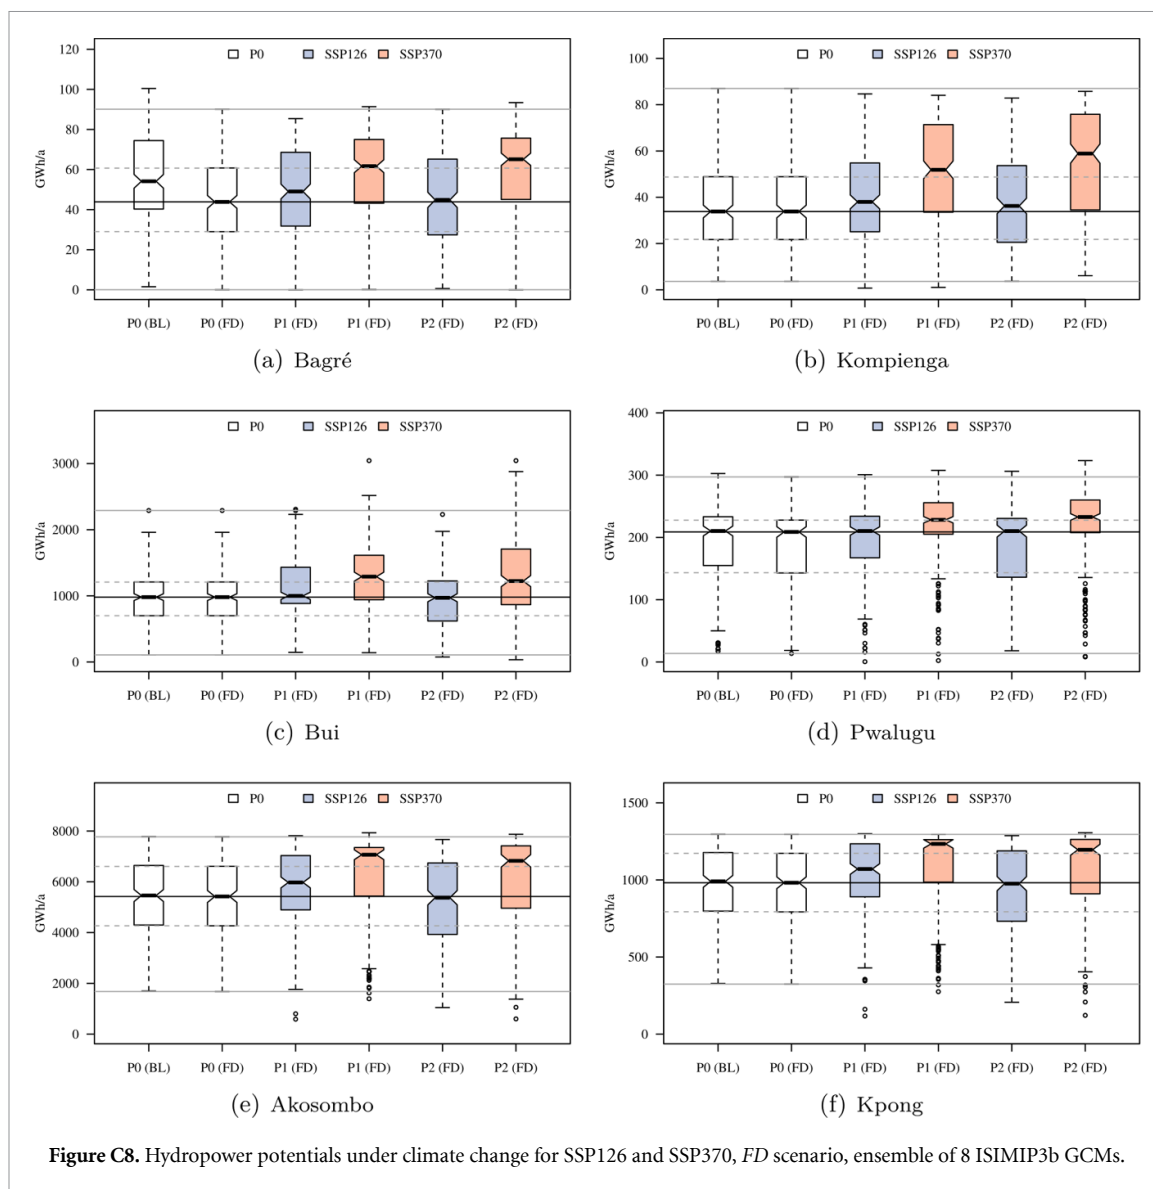 P0 SSP126 SSP370
120
100
80
60
40
20
0
GWh/a
P0 (BL) P0 (FD) P1 (FD) P1 (FD) P2 (FD) P2 (FD)
(a) Bagré
P0 SSP126 SSP370
100
80
60
40
20
0
GWh/a
P0 (BL) P0 (FD) P1 (FD) P1 (FD) P2 (FD) P2 (FD)
(b) Kompienga
P0 SSP126 SSP370
3000
2000
1000
0
GWh/a
P0 (BL) P0 (FD) P1 (FD) P1 (FD) P2 (FD) P2 (FD)
(c) Bui
P0 SSP126 SSP370
400
300
200
100
0
GWh/a
P0 (BL) P0 (FD) P1 (FD) P1 (FD) P2 (FD) P2 (FD)
(d) Pwalugu
P0 SSP126 SSP370
8000
6000
4000
2000
0
GWh/a
P0 (BL) P0 (FD) P1 (FD) P1 (FD) P2 (FD) P2 (FD)
(e) Akosombo
P0 SSP126 SSP370
1500
1000
500
0
GWh/a
P0 (BL) P0 (FD) P1 (FD) P1 (FD) P2 (FD) P2 (FD)
(f) Kpong
Figure C8. Hydropower potentials under climate change for SSP126 and SSP370, FD scenario, ensemble of 8 ISIMIP3b GCMs.